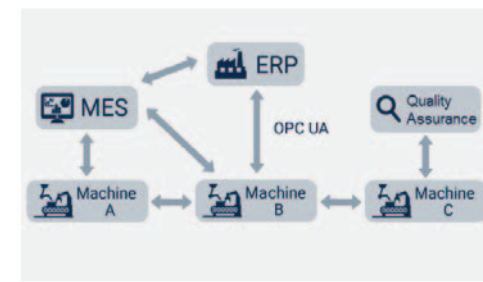 ERP
MES
Quality
Assurance
OPC UA
Machine
A
Machine
B
Machine
C